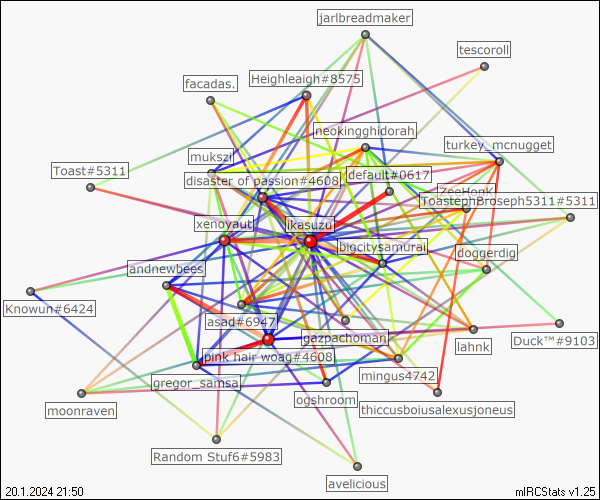 jarlbreadmaker
tescoroll
Heighleaigh#8575
facadas.
neokingghidorah
turkey_mcnugget
mukszi
Toast#5311
default#0617
disaster of passion#4608
ZeeHonk
ToastephBroseph5311#5311
xenoyauti
ikasuzu
bigcitysamurai
doggerdig
andnewbees
Knowun#6424
asad#6947
gazpachoman
lahnk
Duck™#9103
pink hair woag#4608
mingus4742
gregor_samsa
ogshroom
thiccusboiusalexusjoneus
moonraven
Random Stuf6#5983
avelicious
20.1.2024 21:50
mIRCStats v1.25